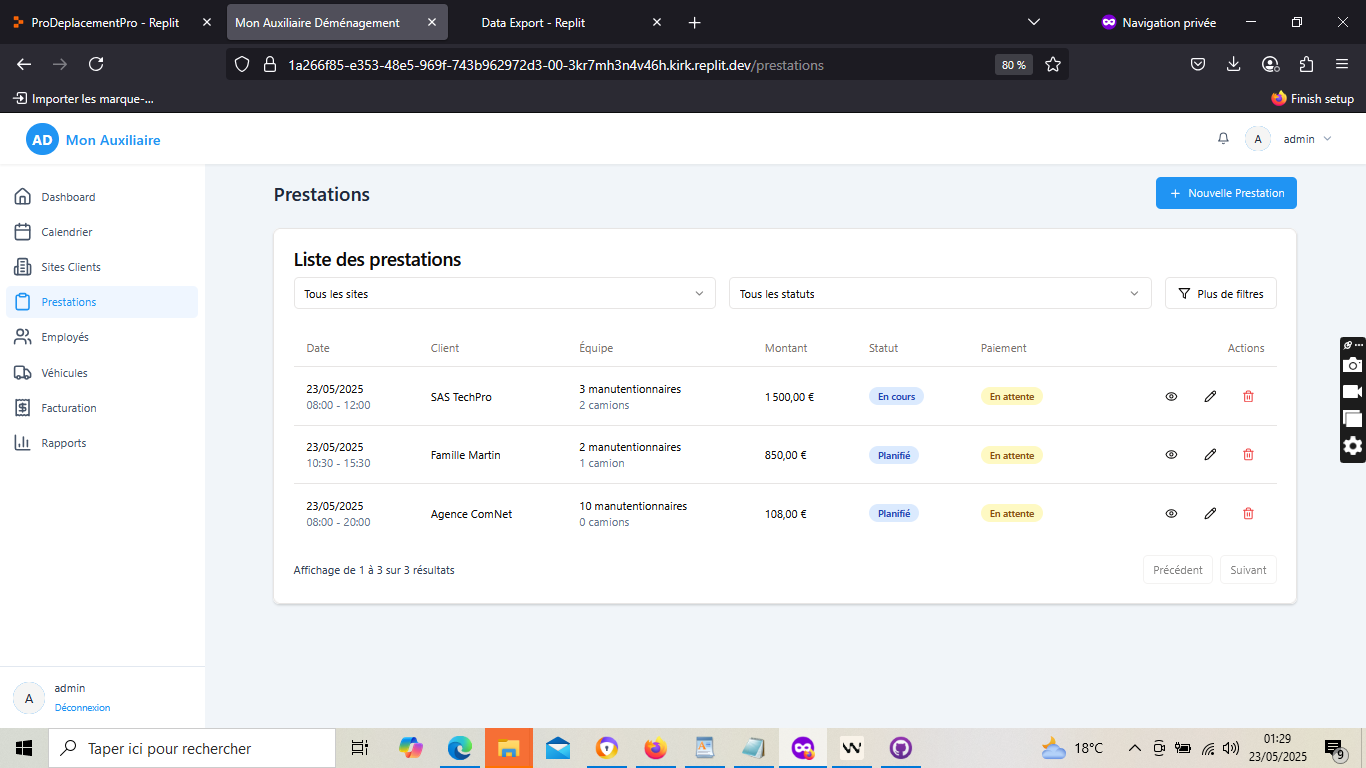 ProDeplacementPro - Replit
Mon Auxiliaire Déménagement
Data Export - Replit
Navigation privée
1a266f85-e353-48e5-969f-743b962972d3-00-3kr7mh3n4v46h.kirk.replit.dev/prestations
80 %
Importer les marque-...
Finish setup
AD Mon Auxiliaire
A admin
Dashboard
Calendrier
Sites Clients
Prestations
Employés
Véhicules
Facturation
Rapports
A
admin
Déconnexion
Prestations
+ Nouvelle Prestation
Liste des prestations
Tous les sites
Tous les statuts
Plus de filtres
Date Client Équipe Montant Statut Paiement Actions
23/05/2025 SAS TechPro 3 manutentionnaires 1 500,00 € En cours En attente
08:00 - 12:00 2 camions
23/05/2025 Famille Martin 2 manutentionnaires 850,00 € Planifié En attente
10:30 - 15:30 1 camion
23/05/2025 Agence ComNet 10 manutentionnaires 108,00 € Planifié En attente
08:00 - 20:00 0 camions
Affichage de 1 à 3 sur 3 résultats
Précédent
Suivant
Taper ici pour rechercher
18°C
01:29
23/05/2025
9